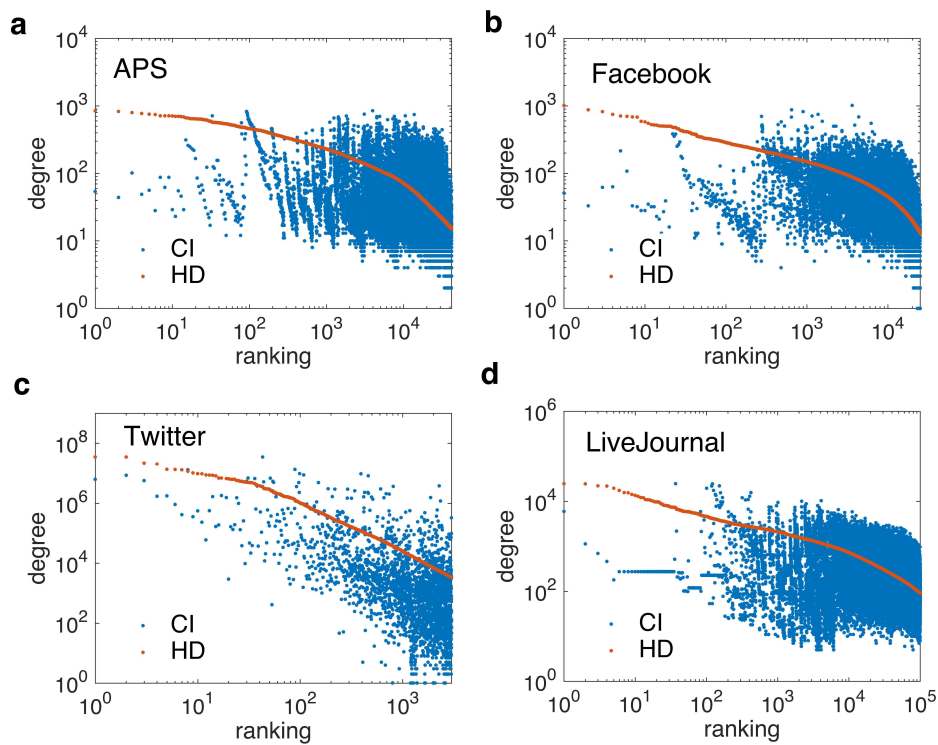 a
10^4
APS
10^3
degree
10^2
10^1
CI
HD
10^0
10^0 10^1 10^2 10^3 10^4
ranking
b
10^4
Facebook
10^3
degree
10^2
10^1
CI
HD
10^0
10^0 10^1 10^2 10^3 10^4
ranking
c
Twitter
10^8
10^6
degree
10^4
10^2
CI
HD
10^0
10^0 10^1 10^2 10^3
ranking
d
10^6
LiveJournal
10^4
degree
10^2
CI
HD
10^0
10^0 10^1 10^2 10^3 10^4 10^5
ranking